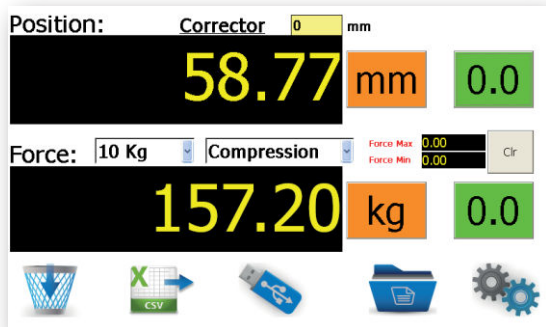 Position: Corrector 0 mm
58.77 mm 0.0
Force: 10 Kg Compression Force Max 0.00 Clr
Force Min 0.00
157.20 kg 0.0
X CSV